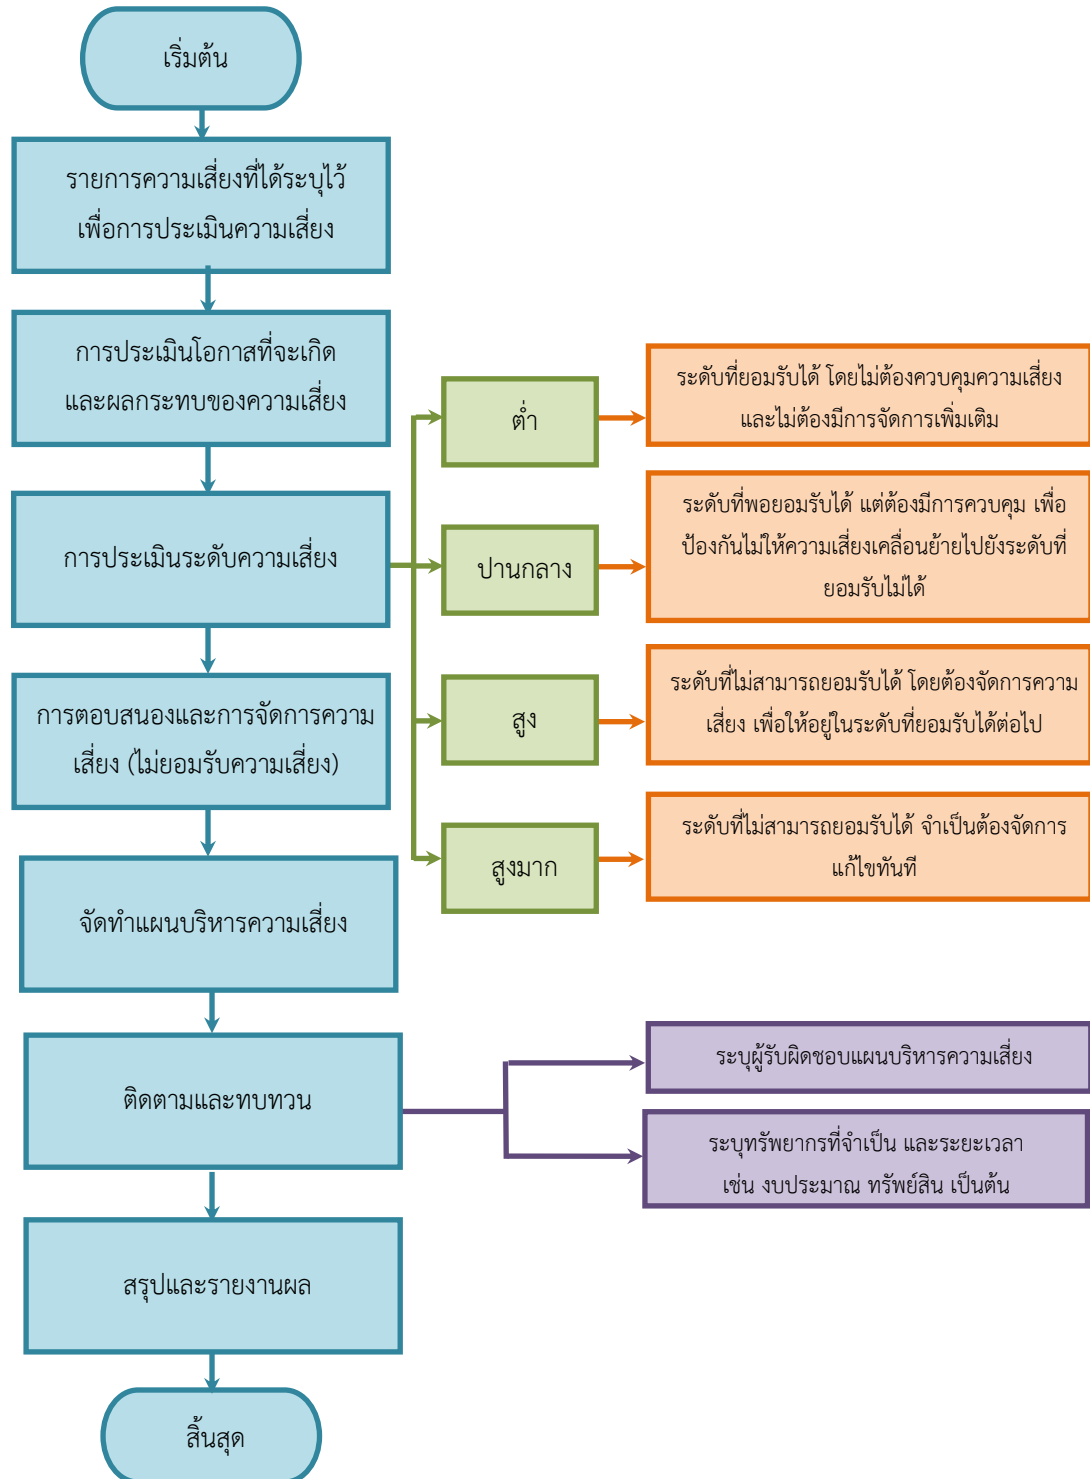 เริ่มต้น
รายการความเสี่ยงที่ได้ระบุไว้
เพื่อการประเมินความเสี่ยง
การประเมินโอกาสที่จะเกิด
และผลกระทบของความเสี่ยง
การประเมินระดับความเสี่ยง
ต่ำ
ระดับที่ยอมรับได้ โดยไม่ต้องควบคุมความเสี่ยง
และไม่ต้องมีการจัดการเพิ่มเติม
ปานกลาง
ระดับที่พอยอมรับได้ แต่ต้องมีการควบคุม เพื่อ
ป้องกันไม่ให้ความเสี่ยงเคลื่อนย้ายไปยังระดับที่
ยอมรับไม่ได้
สูง
ระดับที่ไม่สามารถยอมรับได้ โดยต้องจัดการความ
เสี่ยง เพื่อให้อยู่ในระดับที่ยอมรับได้ต่อไป
สูงมาก
ระดับที่ไม่สามารถยอมรับได้ จำเป็นต้องจัดการ
แก้ไขทันที
การตอบสนองและการจัดการความ
เสี่ยง (ไม่ยอมรับความเสี่ยง)
จัดทำแผนบริหารความเสี่ยง
ติดตามและทบทวน
ระบุผู้รับผิดชอบแผนบริหารความเสี่ยง
ระบุทรัพยากรที่จำเป็น และระยะเวลา
เช่น งบประมาณ ทรัพย์สิน เป็นต้น
สรุปและรายงานผล
สิ้นสุด